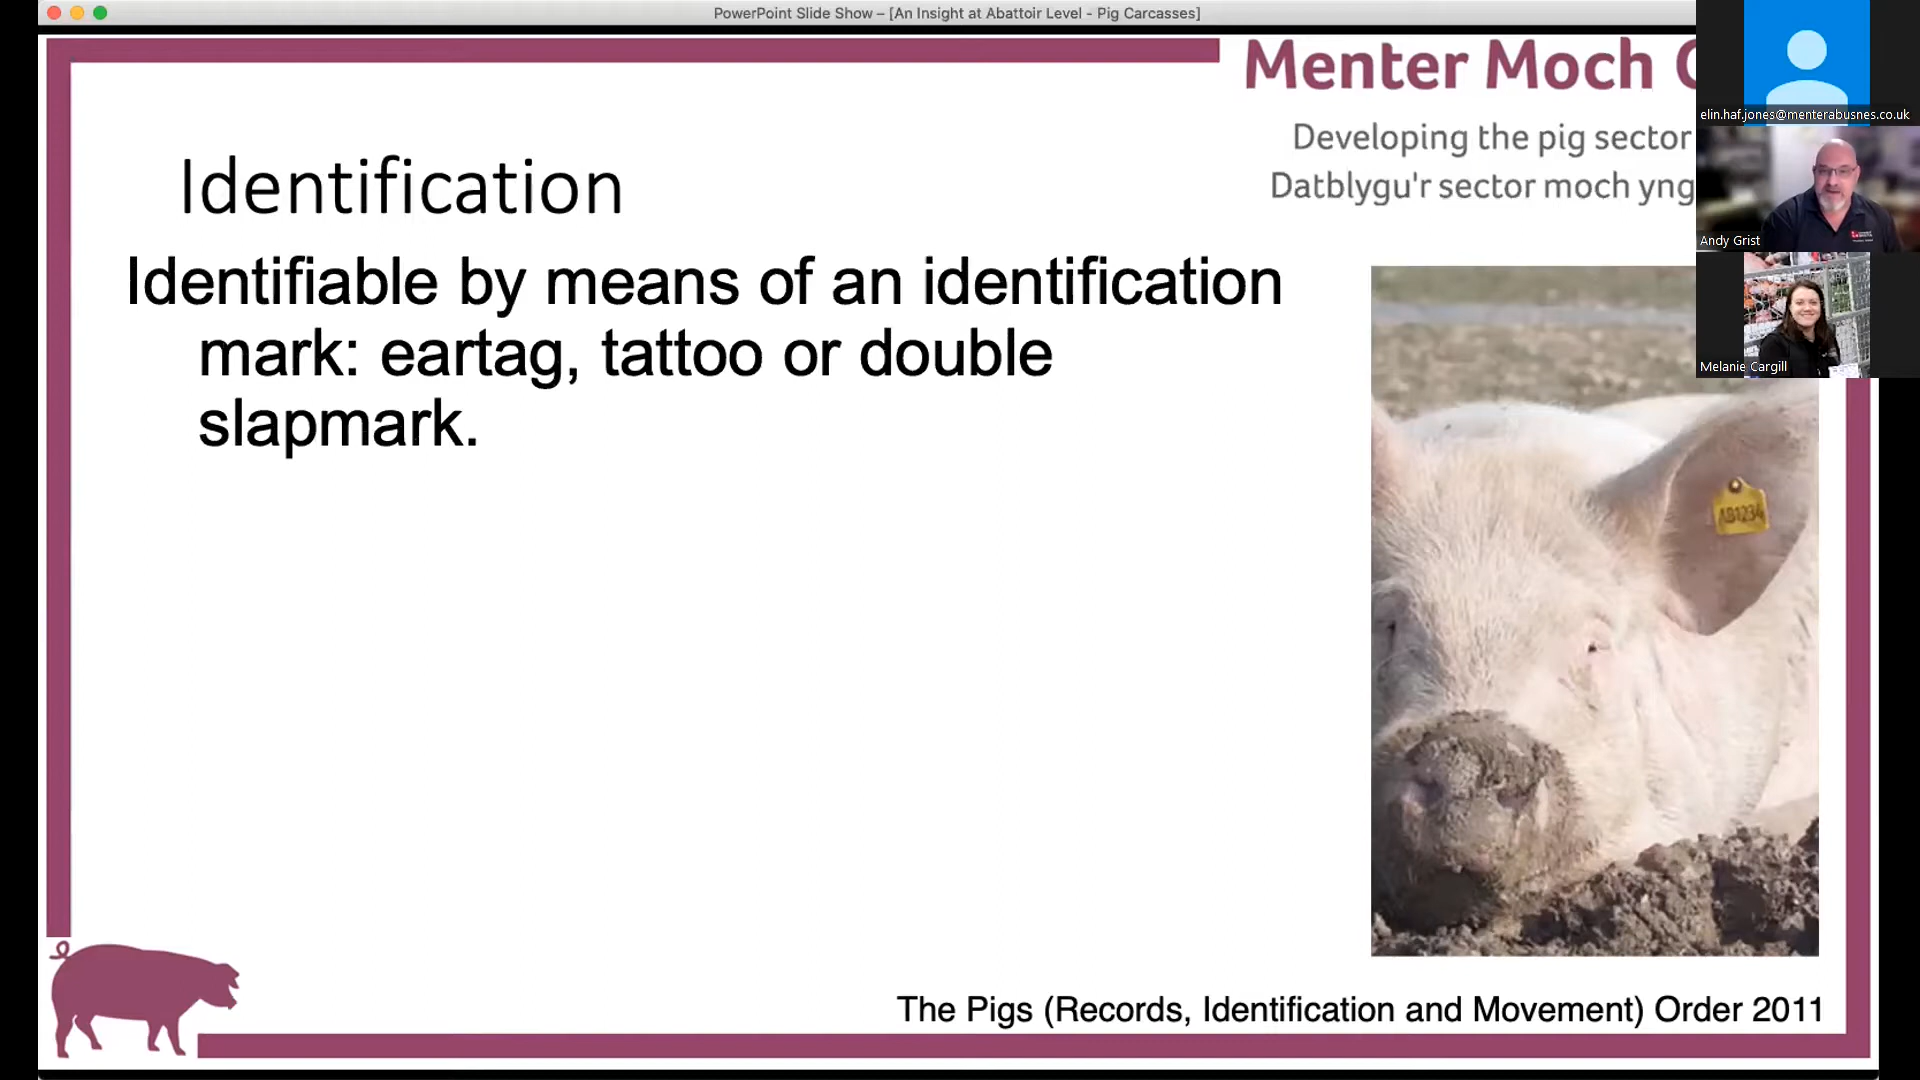 PowerPoint Slide Show – [An Insight at Abattoir Level - Pig Carcasses]
Menter Moch
Developing the pig sector
Datblygu'r sector moch yng
elin.haf.jones@menterabusnes.co.uk
Andy Grist
Melanie Cargill
Identification
Identifiable by means of an identification
mark: eartag, tattoo or double
slapmark.
AB1234
The Pigs (Records, Identification and Movement) Order 2011